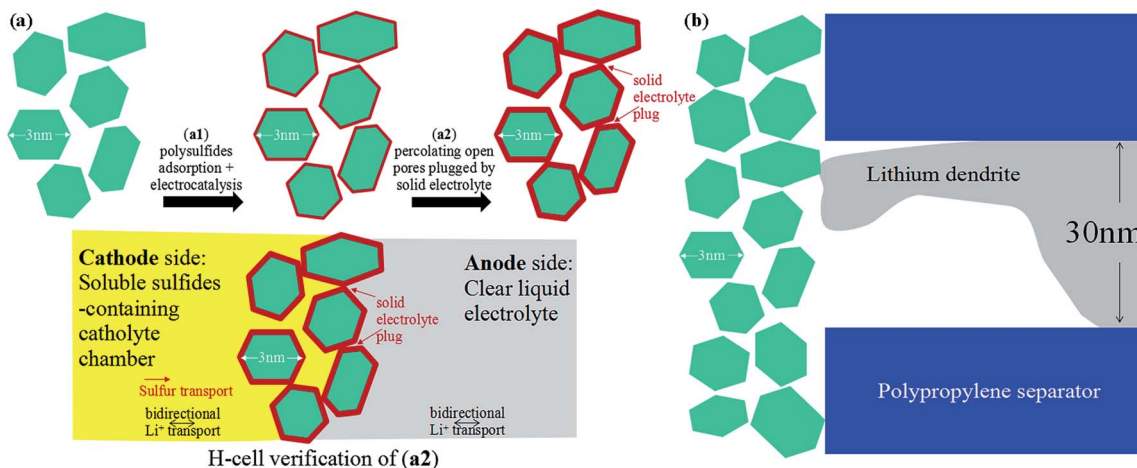 (a)
3nm
(a1)
polysulfides
adsorption +
electrocatalysis
3nm
(a2)
percolating open
pores plugged by
solid electrolyte
3nm
solid
electrolyte
plug
Cathode side:
Soluble sulfides
-containing
catholyte
chamber
Sulfur transport
bidirectional
Li⁺ transport
3nm
solid
electrolyte
plug
Anode side:
Clear liquid
electrolyte
bidirectional
Li⁺ transport
H-cell verification of (a2)
(b)
3nm
Lithium dendrite
30nm
Polypropylene separator